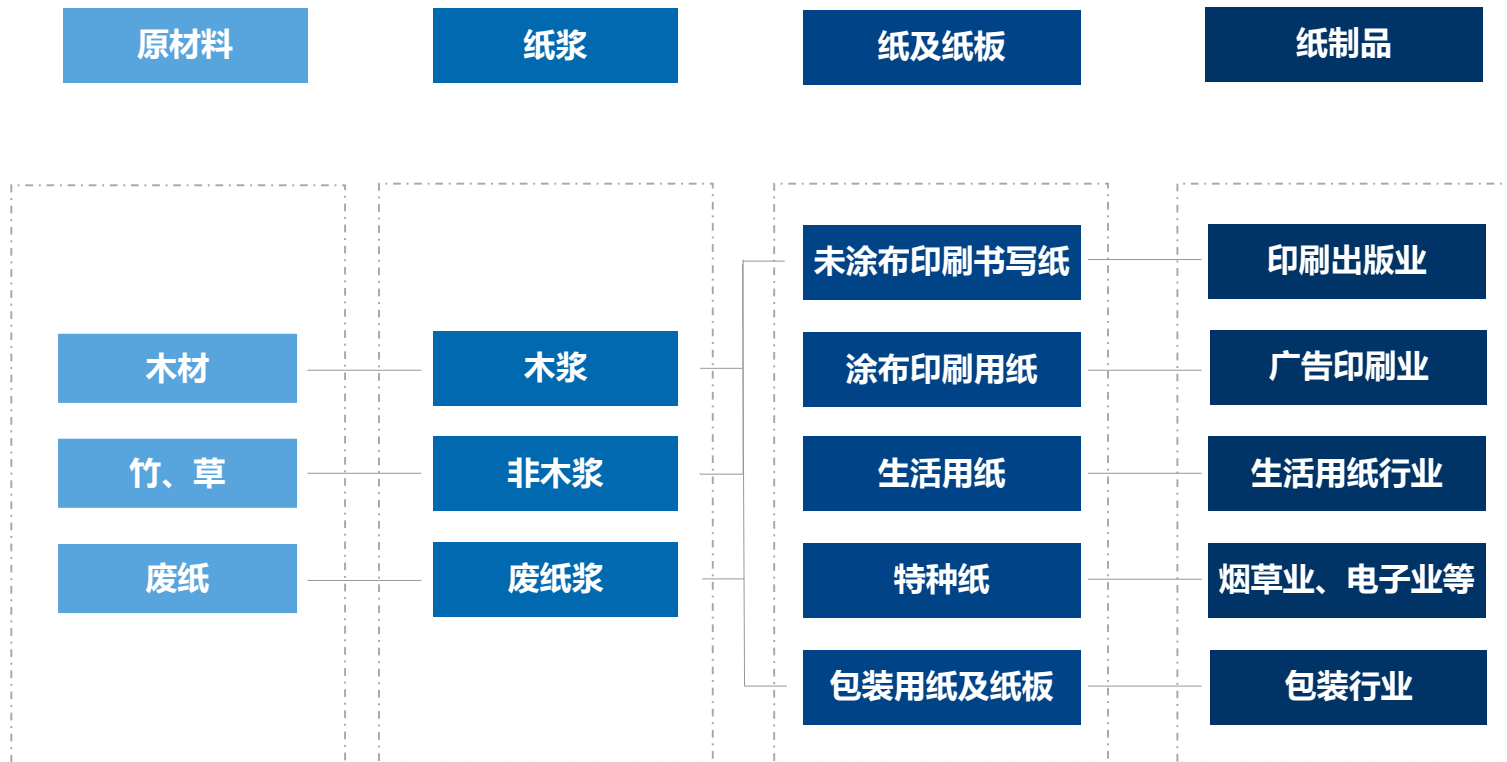 原材料
纸浆
纸及纸板
纸制品
未涂布印刷书写纸
印刷出版业
木材
木浆
涂布印刷用纸
广告印刷业
竹、草
非木浆
生活用纸
生活用纸行业
废纸
废纸浆
特种纸
烟草业、电子业等
包装用纸及纸板
包装行业